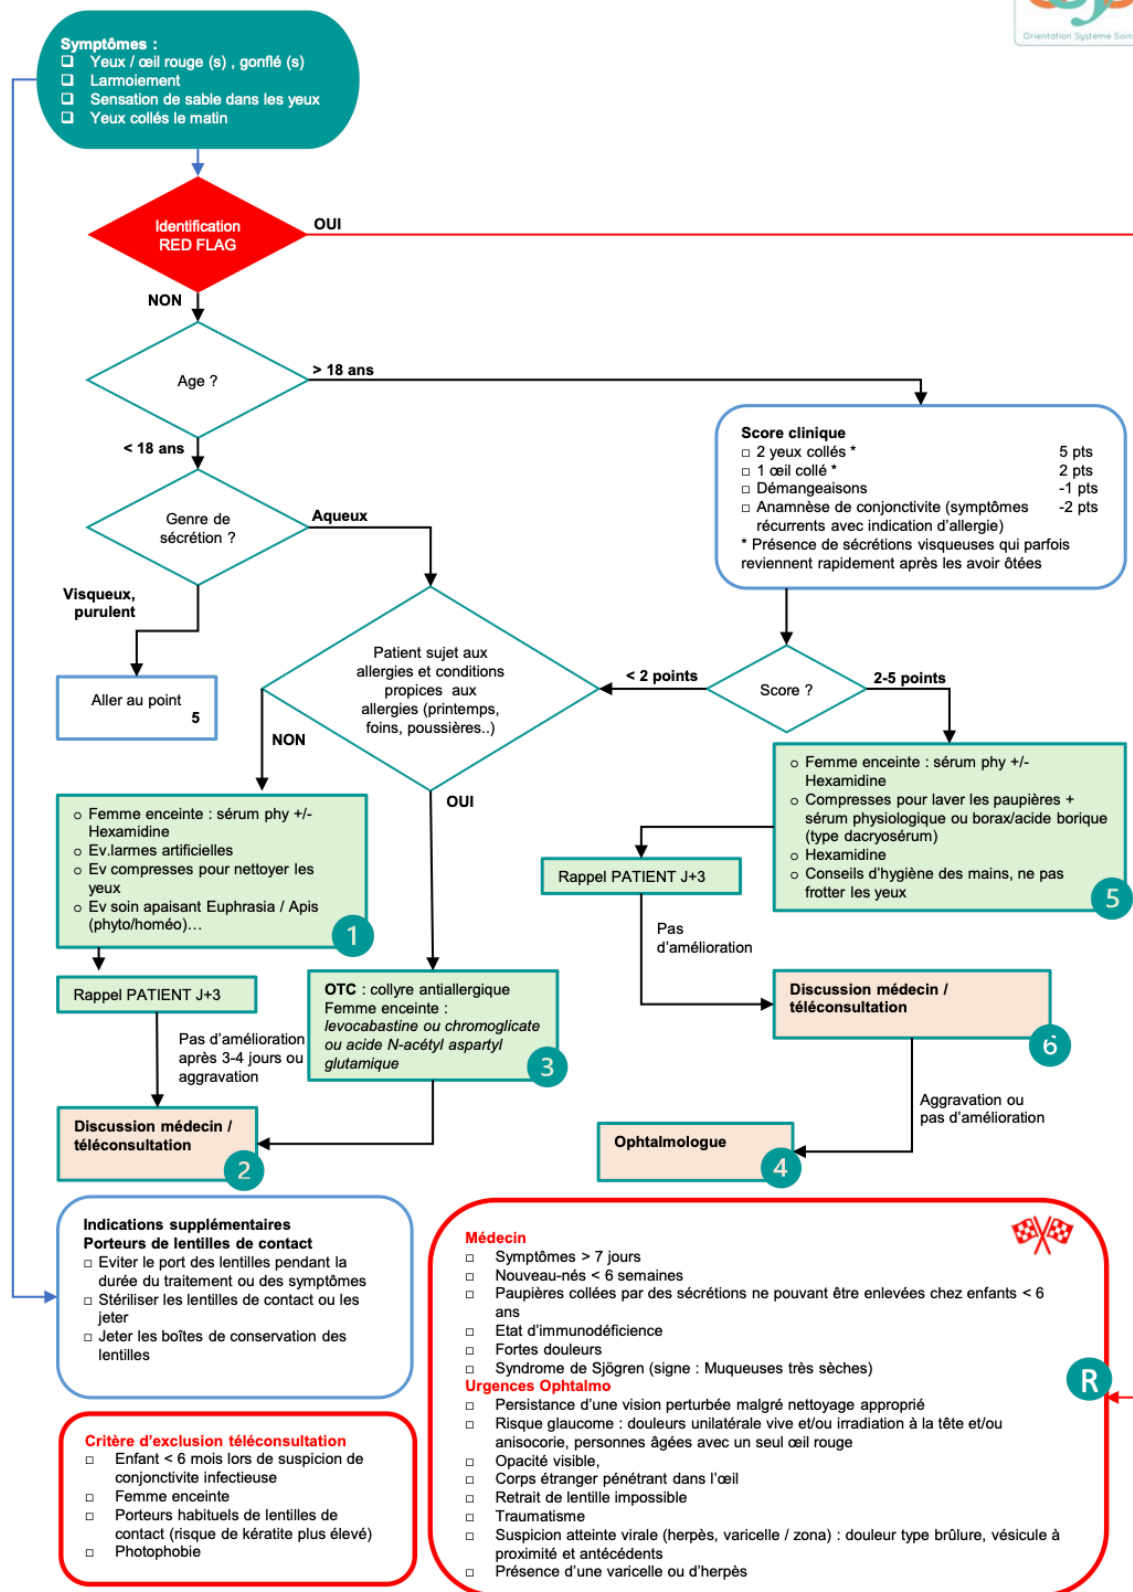 Orientation Système Soin
Symptômes :
❑ Yeux / œil rouge (s) , gonflé (s)
❑ Larmoiement
❑ Sensation de sable dans les yeux
❑ Yeux collés le matin
Identification
RED FLAG
OUI
NON
Age ?
> 18 ans
< 18 ans
Score clinique
□ 2 yeux collés * 5 pts
□ 1 œil collé * 2 pts
□ Démangeaisons -1 pts
□ Anamnèse de conjonctivite (symptômes -2 pts
récurrents avec indication d'allergie)
* Présence de sécrétions visqueuses qui parfois
reviennent rapidement après les avoir ôtées
Genre de
sécrétion ?
Aqueux
Visqueux,
purulent
Aller au point
5
Patient sujet aux
allergies et conditions
propices aux
allergies (printemps,
foins, poussières..)
< 2 points
Score ?
2-5 points
NON
OUI
o Femme enceinte : sérum phy +/-
Hexamidine
o Ev.larmes artificielles
o Ev compresses pour nettoyer les
yeux
o Ev soin apaisant Euphrasia / Apis
(phyto/homéo)…
1
o Femme enceinte : sérum phy +/-
Hexamidine
o Compresses pour laver les paupières +
sérum physiologique ou borax/acide borique
(type dacryosérum)
o Hexamidine
o Conseils d'hygiène des mains, ne pas
frotter les yeux
5
Rappel PATIENT J+3
Pas
d'amélioration
Rappel PATIENT J+3
Pas d'amélioration
après 3-4 jours ou
aggravation
OTC : collyre antiallergique
Femme enceinte :
levocabastine ou chromoglicate
ou acide N-acétyl aspartyl
glutamique
3
Discussion médecin /
téléconsultation
6
Aggravation ou
pas d'amélioration
Discussion médecin /
téléconsultation
2
Ophtalmologue
4
Indications supplémentaires
Porteurs de lentilles de contact
□ Eviter le port des lentilles pendant la
durée du traitement ou des symptômes
□ Stériliser les lentilles de contact ou les
jeter
□ Jeter les boîtes de conservation des
lentilles
Critère d'exclusion téléconsultation
□ Enfant < 6 mois lors de suspicion de
conjonctivite infectieuse
□ Femme enceinte
□ Porteurs habituels de lentilles de
contact (risque de kératite plus élevé)
□ Photophobie
Médecin
□ Symptômes > 7 jours
□ Nouveau-nés < 6 semaines
□ Paupières collées par des sécrétions ne pouvant être enlevées chez enfants < 6
ans
□ Etat d'immunodéficience
□ Fortes douleurs
□ Syndrome de Sjögren (signe : Muqueuses très sèches)
Urgences Ophtalmo
□ Persistance d'une vision perturbée malgré nettoyage approprié
□ Risque glaucome : douleurs unilatérale vive et/ou irradiation à la tête et/ou
anisocorie, personnes âgées avec un seul œil rouge
□ Opacité visible,
□ Corps étranger pénétrant dans l'œil
□ Retrait de lentille impossible
□ Traumatisme
□ Suspicion atteinte virale (herpès, varicelle / zona) : douleur type brûlure, vésicule à
proximité et antécédents
□ Présence d'une varicelle ou d'herpès
R